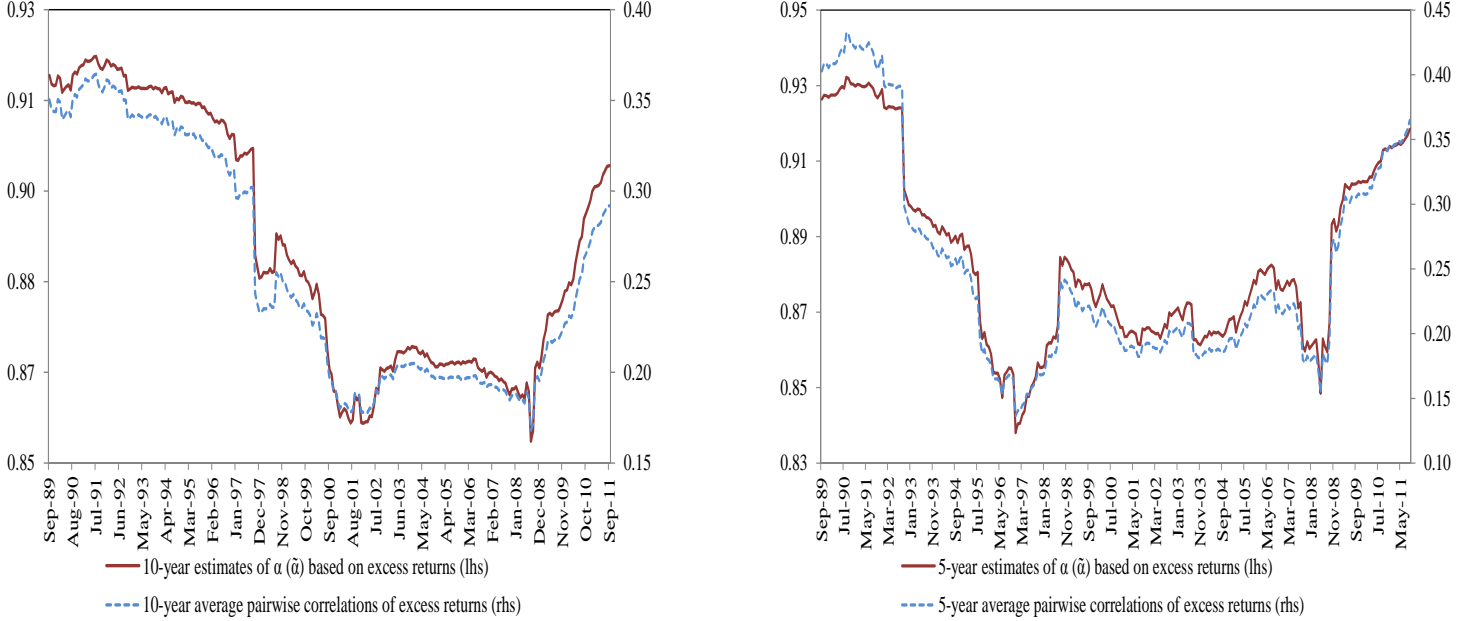 0.93
0.91
0.90
0.88
0.87
0.85
0.40
0.35
0.30
0.25
0.20
0.15
Sep-89
Aug-90
Jul-91
Jun-92
May-93
Apr-94
Mar-95
Feb-96
Jan-97
Dec-97
Nov-98
Oct-99
Sep-00
Aug-01
Jul-02
Jun-03
May-04
Apr-05
Mar-06
Feb-07
Jan-08
Dec-08
Nov-09
Oct-10
Sep-11
10-year estimates of α (α̃) based on excess returns (lhs)
10-year average pairwise correlations of excess returns (rhs)
0.95
0.93
0.91
0.89
0.87
0.85
0.83
0.45
0.40
0.35
0.30
0.25
0.20
0.15
0.10
Sep-89
Jul-90
May-91
Mar-92
Jan-93
Nov-93
Sep-94
Jul-95
May-96
Mar-97
Jan-98
Nov-98
Sep-99
Jul-00
May-01
Mar-02
Jan-03
Nov-03
Sep-04
Jul-05
May-06
Mar-07
Jan-08
Nov-08
Sep-09
Jul-10
May-11
5-year estimates of α (α̃) based on excess returns (lhs)
5-year average pairwise correlations of excess returns (rhs)